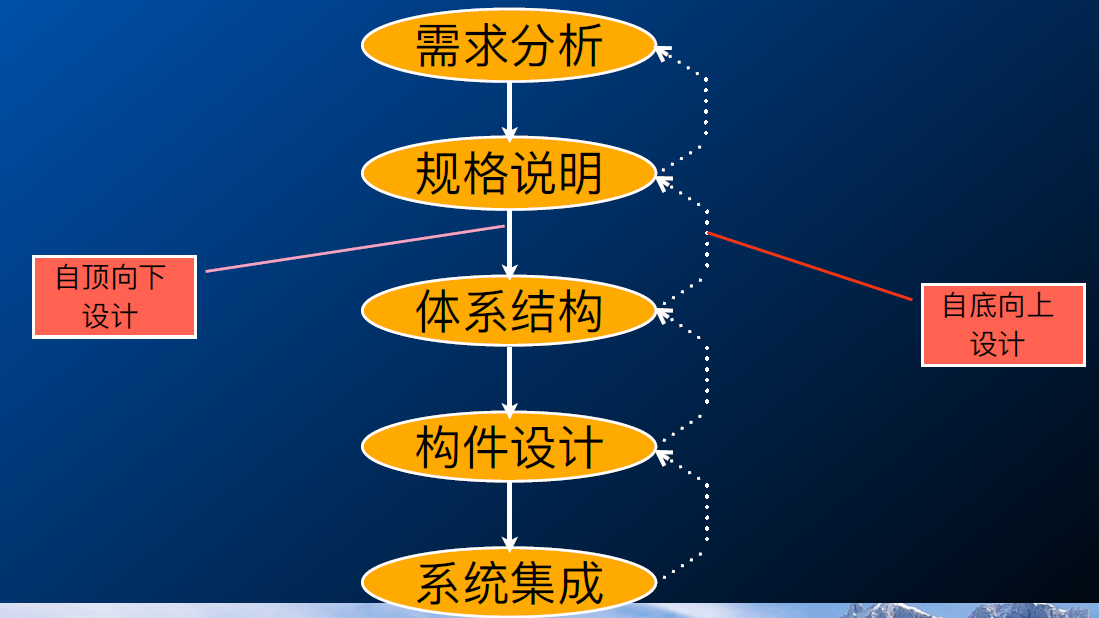 需求分析
规格说明
自顶向下
设计
体系结构
自底向上
设计
构件设计
系统集成